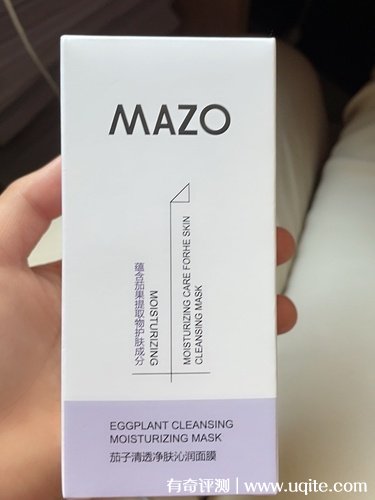 MAZO
蕴含茄果提取物护肤成分
MOISTURIZING
MOISTURIZING CARE FORHE SKIN
CLEANSING MASK
EGGPLANT CLEANSING
MOISTURIZING MASK
茄子清透净肤沁润面膜
有奇评测 | www.uqite.com